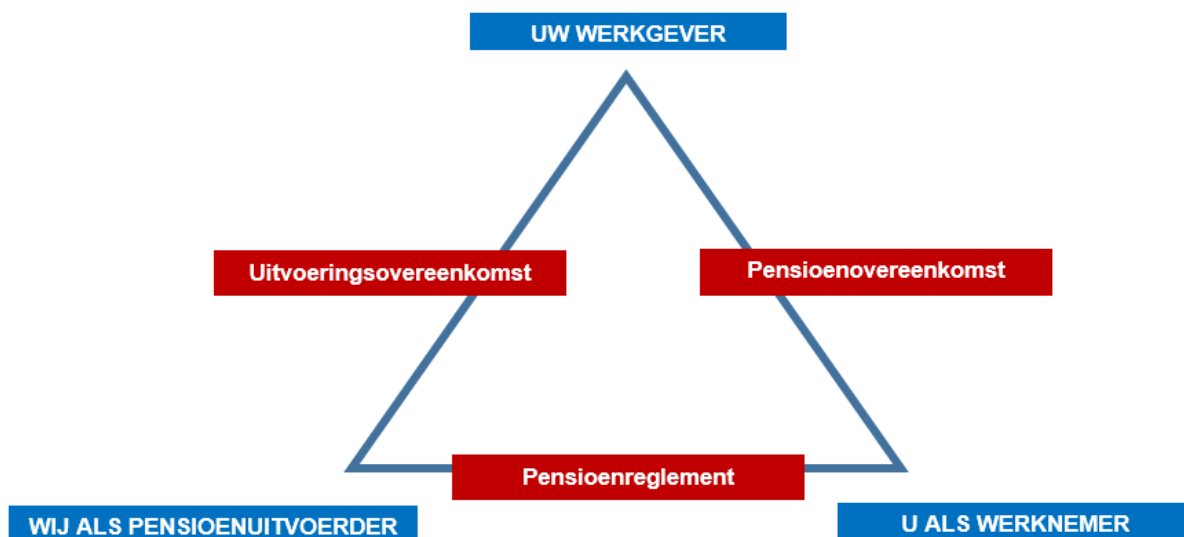 UW WERKGEVER
Uitvoeringsovereenkomst
Pensioenovereenkomst
Pensioenreglement
WIJ ALS PENSIOENUITVOERDER
U ALS WERKNEMER